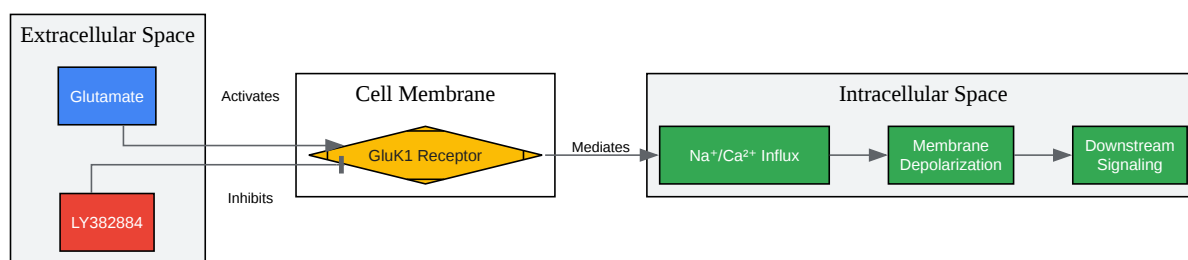 Extracellular Space
Glutamate
LY382884
Activates
Inhibits
Cell Membrane
GluK1 Receptor
Mediates
Intracellular Space
Na⁺/Ca²⁺ Influx
Membrane
Depolarization
Downstream
Signaling